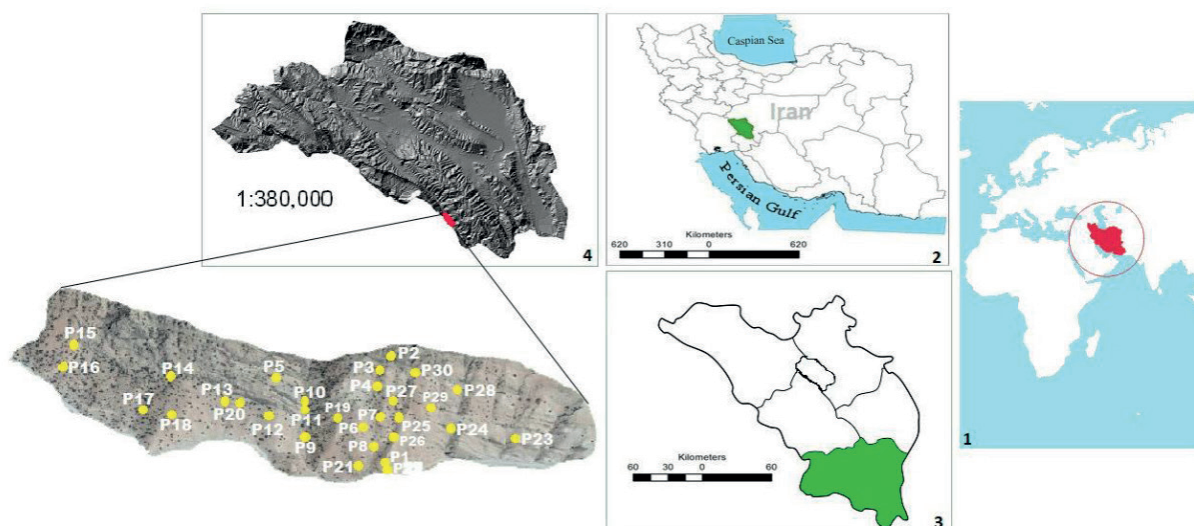 1:380,000
4
Caspian Sea
Iran
Persian Gulf
Kilometers
620 310 0 620
2
1
Kilometers
60 30 0 60
3
P15
P16
P14
P17
P18
P13
P20
P5
P12
P10
P11
P9
P19
P2
P3
P30
P4
P27
P28
P29
P7
P6
P25
P24
P26
P23
P8
P21
P1